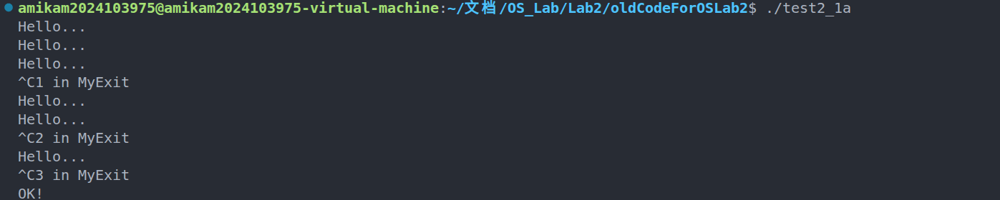 amikam2024103975@amikam2024103975-virtual-machine:~/文档/OS_Lab/Lab2/oldCodeForOSLab2$ ./test2_1a
Hello...
Hello...
Hello...
^C1 in MyExit
Hello...
Hello...
^C2 in MyExit
Hello...
^C3 in MyExit
OK!